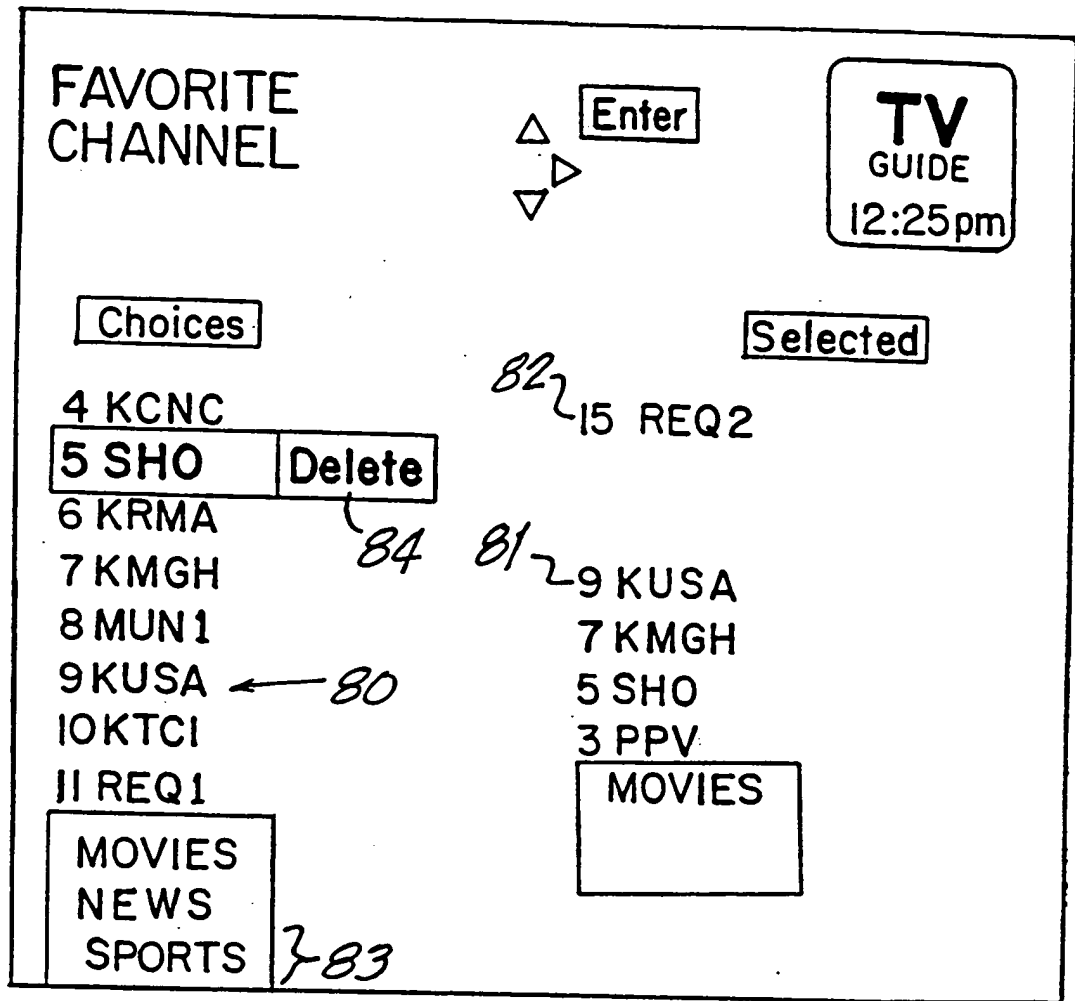 FAVORITE
CHANNEL
Enter
TV
GUIDE
12:25pm
Choices
Selected
4 KCNC
5 SHO Delete
6 KRMA
7 KMGH
8 MUN1
9 KUSA
10 KTCI
11 REQ1
MOVIES
NEWS
SPORTS
84
80
83
82
15 REQ2
81
9 KUSA
7 KMGH
5 SHO
3 PPV
MOVIES